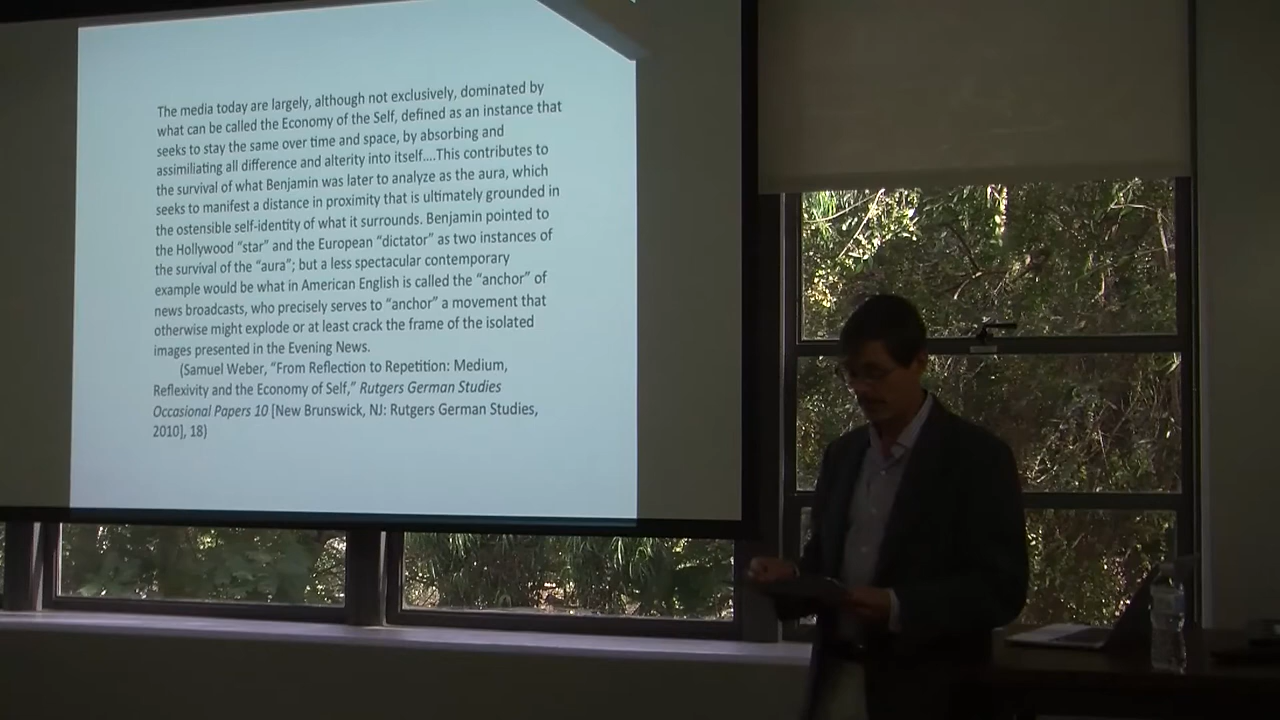 The media today are largely, although not exclusively, dominated by
what can be called the Economy of the Self, defined as an instance that
seeks to stay the same over time and space, by absorbing and
assimiliating all difference and alterity into itself....This contributes to
the survival of what Benjamin was later to analyze as the aura, which
seeks to manifest a distance in proximity that is ultimately grounded in
the ostensible self-identity of what it surrounds. Benjamin pointed to
the Hollywood “star” and the European “dictator” as two instances of
the survival of the “aura”; but a less spectacular contemporary
example would be what in American English is called the “anchor” of
news broadcasts, who precisely serves to “anchor” a movement that
otherwise might explode or at least crack the frame of the isolated
images presented in the Evening News.
(Samuel Weber, “From Reflection to Repetition: Medium,
Reflexivity and the Economy of Self,” Rutgers German Studies
Occasional Papers 10 [New Brunswick, NJ: Rutgers German Studies,
2010], 18)